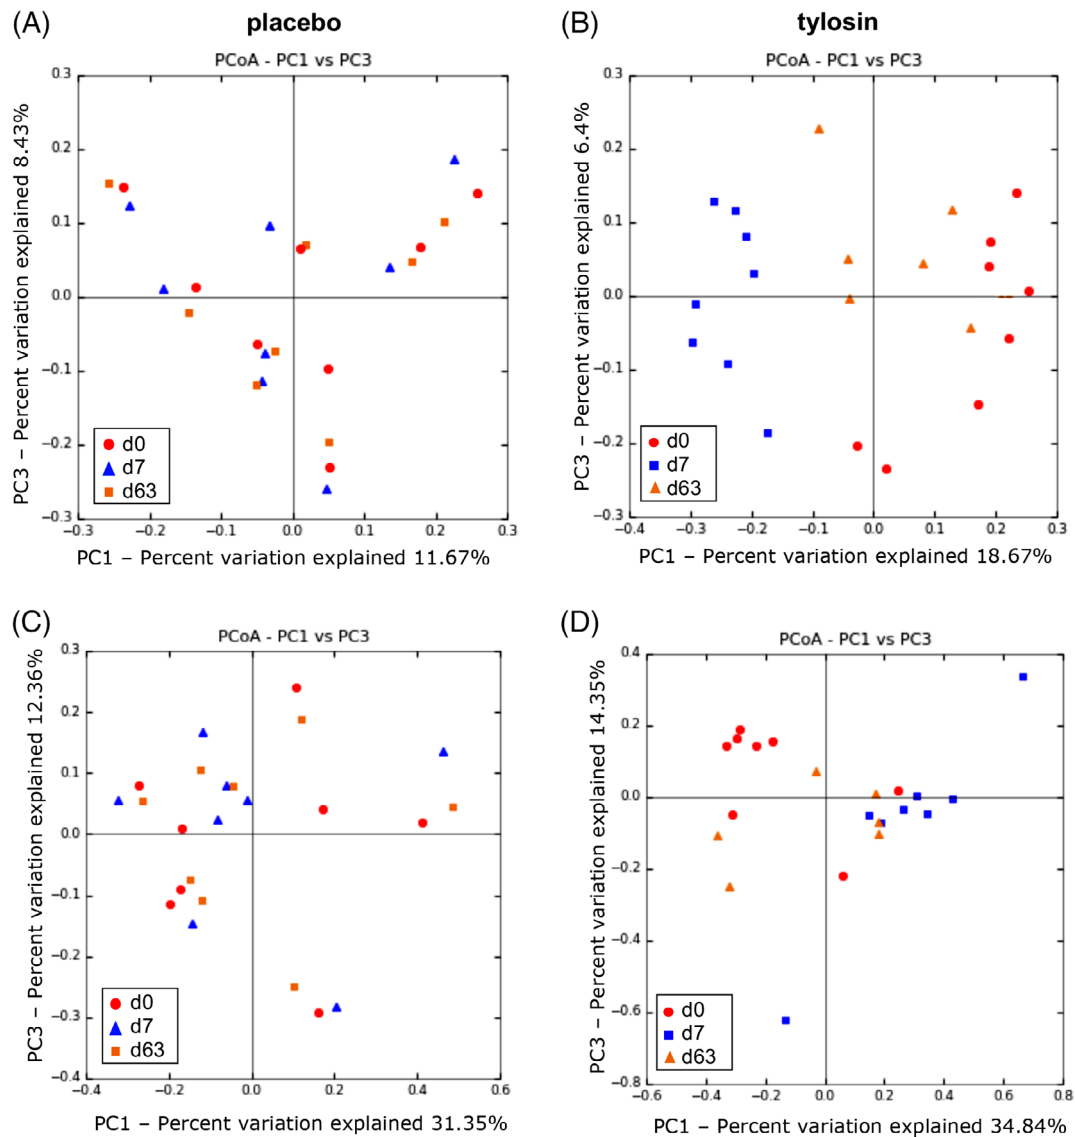 (A) placebo (B) tylosin
PCoA - PC1 vs PC3
0.3
0.2
0.1
0.0
−0.1
−0.2
−0.3
−0.3 −0.2 −0.1 0.0 0.1 0.2 0.3
PC3 – Percent variation explained 8.43%
PC1 – Percent variation explained 11.67%
d0
d7
d63
PCoA - PC1 vs PC3
0.3
0.2
0.1
0.0
−0.1
−0.2
−0.3
−0.4 −0.3 −0.2 −0.1 0.0 0.1 0.2 0.3
PC3 – Percent variation explained 6.4%
PC1 – Percent variation explained 18.67%
d0
d7
d63
(C)
PCoA - PC1 vs PC3
0.3
0.2
0.1
0.0
−0.1
−0.2
−0.3
−0.4
−0.4 −0.2 0.0 0.2 0.4 0.6
PC3 – Percent variation explained 12.36%
PC1 – Percent variation explained 31.35%
d0
d7
d63
(D)
PCoA - PC1 vs PC3
0.4
0.2
0.0
−0.2
−0.4
−0.6
−0.8
−0.6 −0.4 −0.2 0.0 0.2 0.4 0.6 0.8
PC3 – Percent variation explained 14.35%
PC1 – Percent variation explained 34.84%
d0
d7
d63